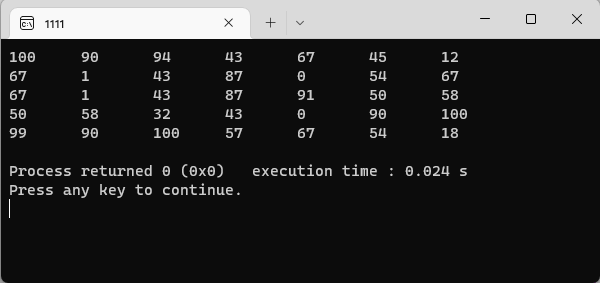 1111
100 90 94 43 67 45 12
67 1 43 87 0 54 67
67 1 43 87 91 50 58
50 58 32 43 0 90 100
99 90 100 57 67 54 18
Process returned 0 (0x0) execution time : 0.024 s
Press any key to continue.